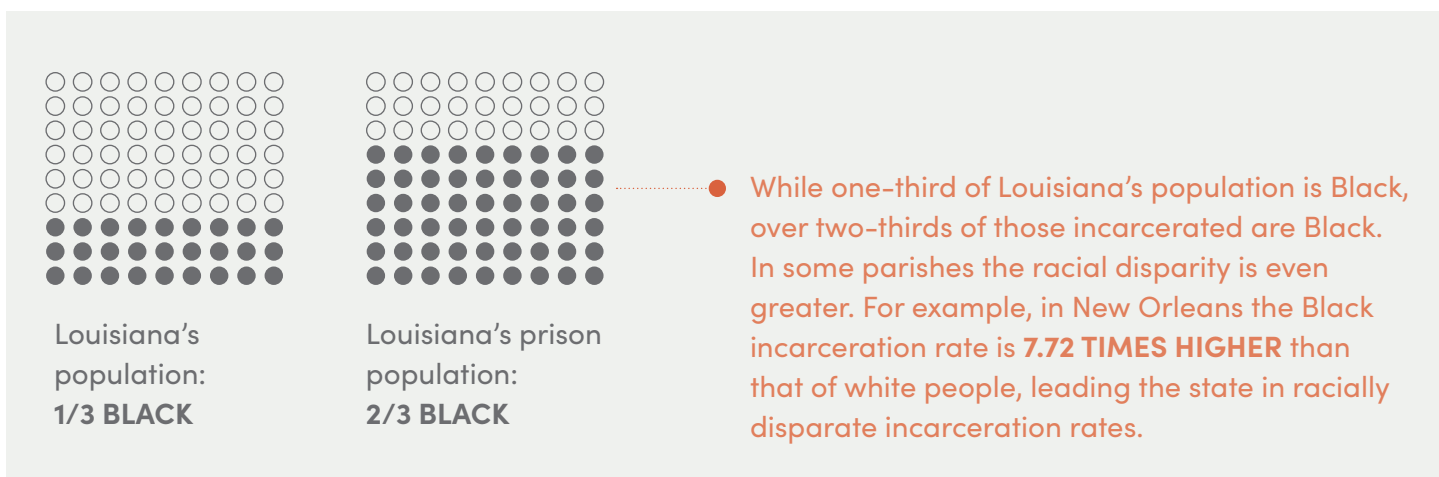 Louisiana’s
population:
1/3 BLACK
Louisiana’s prison
population:
2/3 BLACK
While one-third of Louisiana’s population is Black,
over two-thirds of those incarcerated are Black.
In some parishes the racial disparity is even
greater. For example, in New Orleans the Black
incarceration rate is 7.72 TIMES HIGHER than
that of white people, leading the state in racially
disparate incarceration rates.